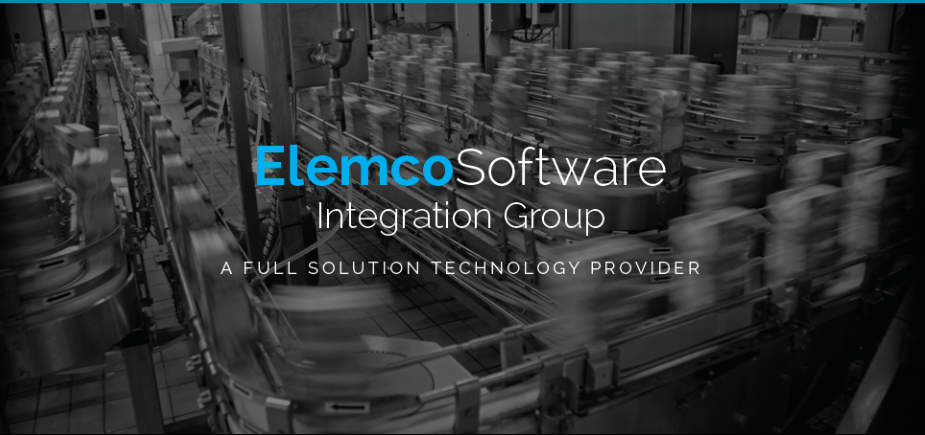 ElemcoSoftware
Integration Group
A FULL SOLUTION TECHNOLOGY PROVIDER